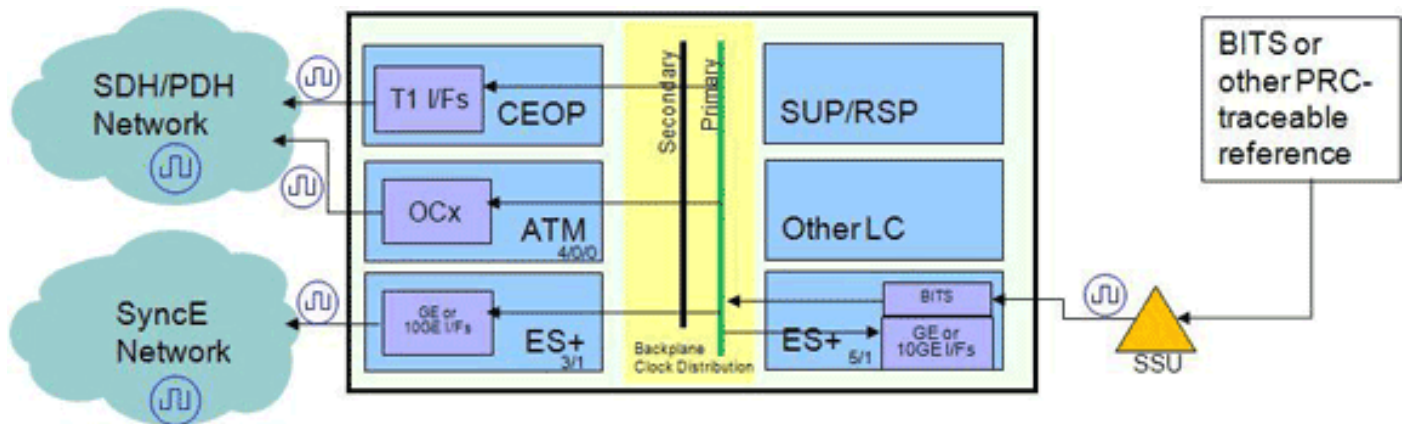 SDH/PDH
Network
SyncE
Network
T1 I/Fs
CEOP
OCx
ATM
4/0/0
GE or
10GE I/Fs
ES+
3/1
Secondary
Primary
Backplane
Clock Distribution
SUP/RSP
Other LC
BITS
GE or
10GE I/Fs
ES+
5/1
BITS or
other PRC-
traceable
reference
SSU